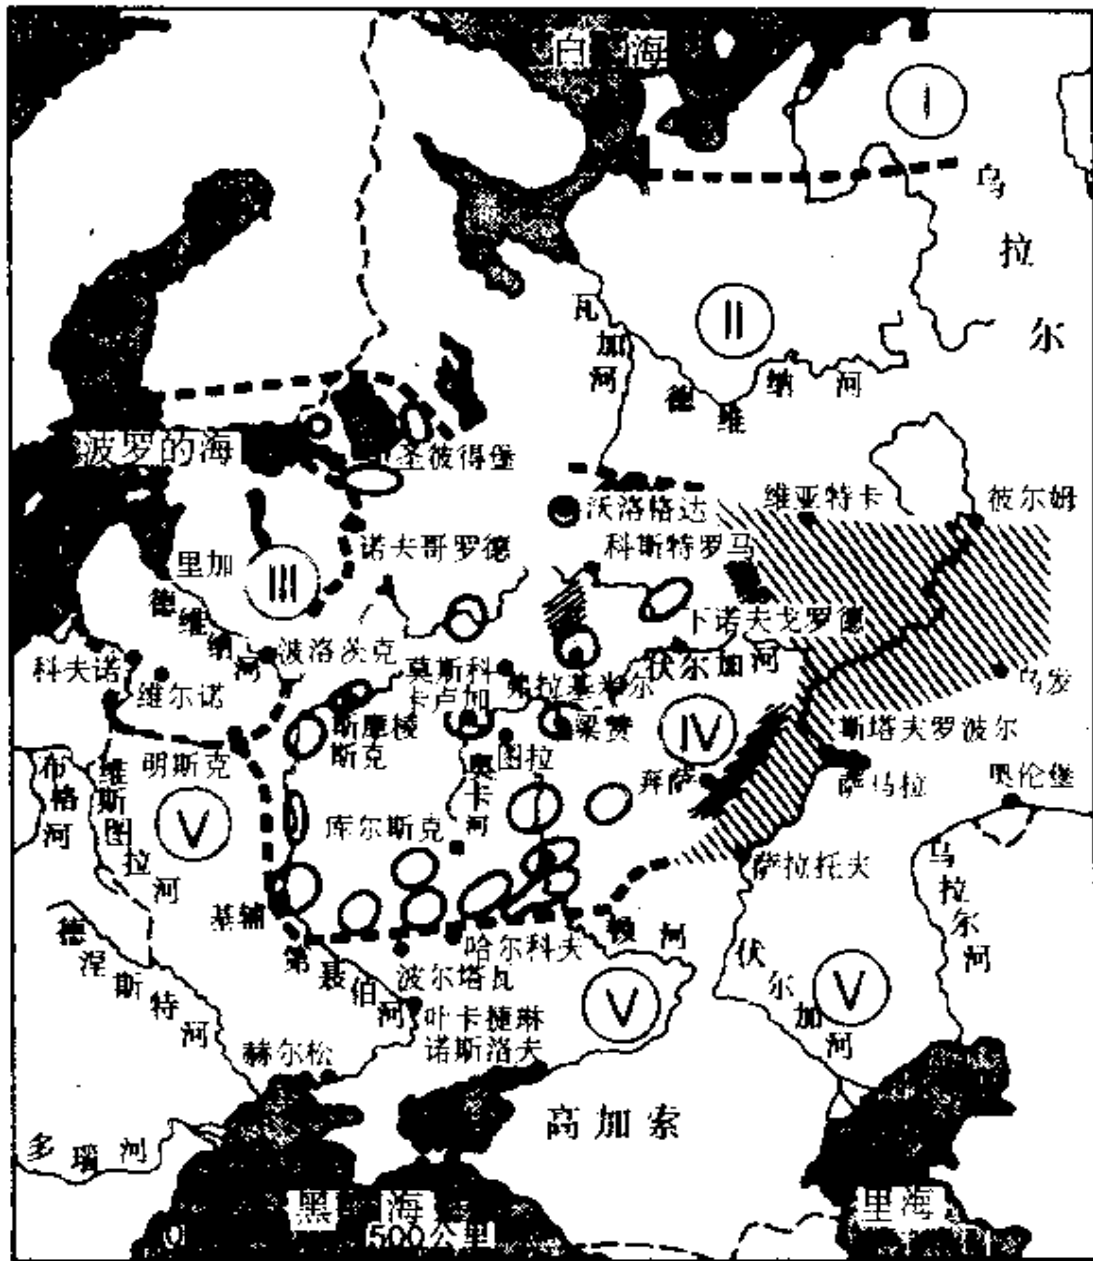 白海
I
乌拉尔
II
瓦加河
德维纳河
波罗的海
圣彼得堡
维亚特卡
彼尔姆
沃洛格达
诺夫哥罗德
科斯特罗马
里加
III
下诺夫戈罗德
德维纳河
波洛茨克
莫斯科
弗拉基米尔
伏尔加河
乌发
科夫诺
维尔诺
卡卢加
斯摩棱斯克
梁赞
IV
斯塔夫罗波尔
明斯克
图拉
奥卡河
萨马拉
奥伦堡
布格河
维斯图拉河
V
库尔斯克
萨拉托夫
乌拉尔河
基辅
哈尔科夫
顿河
德涅斯特河
第聂伯河
波尔塔瓦
V
伏尔加河
V
叶卡捷琳诺斯洛夫
赫尔松
高加索
多瑙河
黑海
里海
0
500公里